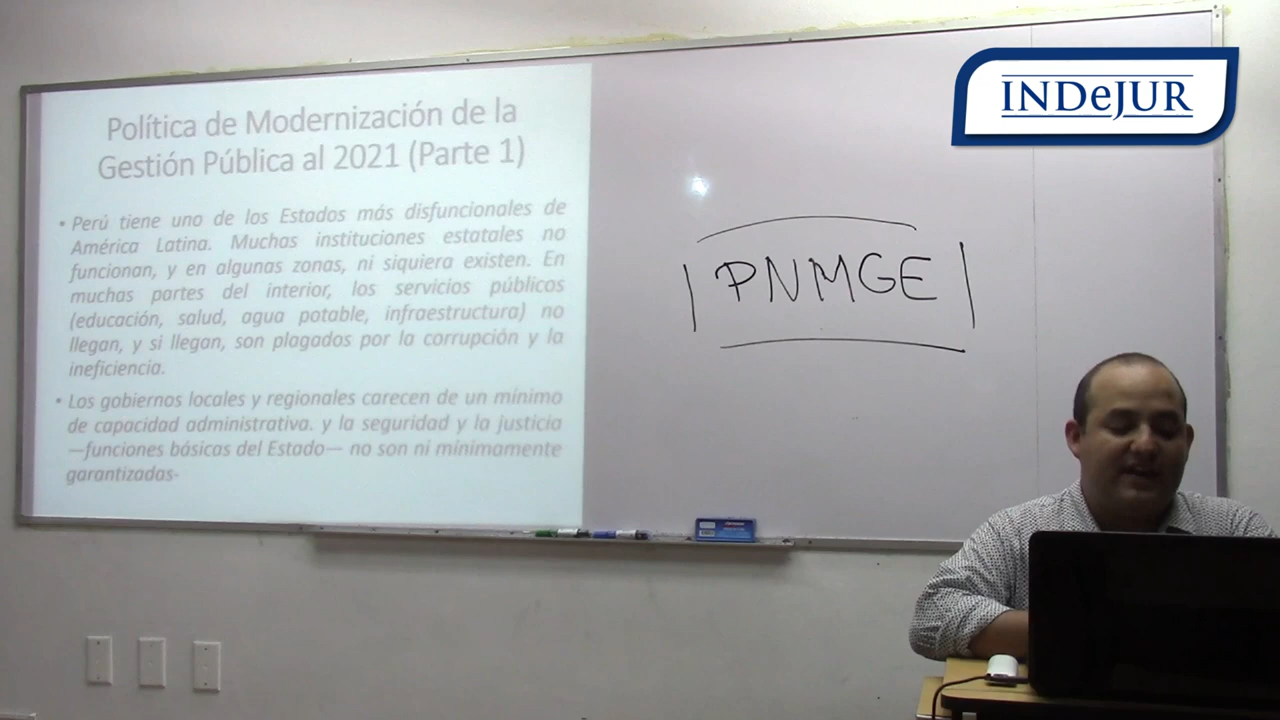 Política de Modernización de la
Gestión Pública al 2021 (Parte 1)
• Perú tiene uno de los Estados más disfuncionales de
América Latina. Muchas instituciones estatales no
funcionan, y en algunas zonas, ni siquiera existen. En
muchas partes del interior, los servicios públicos
(educación, salud, agua potable, infraestructura) no
llegan, y si llegan, son plagados por la corrupción y la
ineficiencia.
• Los gobiernos locales y regionales carecen de un mínimo
de capacidad administrativa. y la seguridad y la justicia
—funciones básicas del Estado— no son ni mínimamente
garantizadas-
PNMGE
INDeJUR